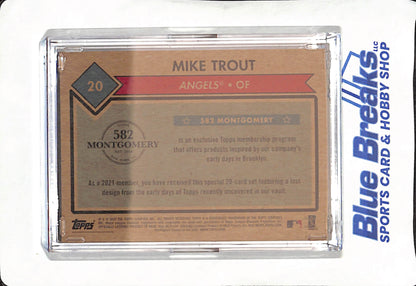 MIKE TROUT
20
ANGELS® • OF
582 MONTGOMERY
582
MONTGOMERY
is an exclusive Topps membership program
that offers products inspired by our company's
early days in Brooklyn.
As a 2021 member, you have received this special 20-card set featuring a lost
design from the early days of Topps recently uncovered in our vault.
Topps
Blue Breaks LLC
SPORTS CARD & HOBBY SHOP